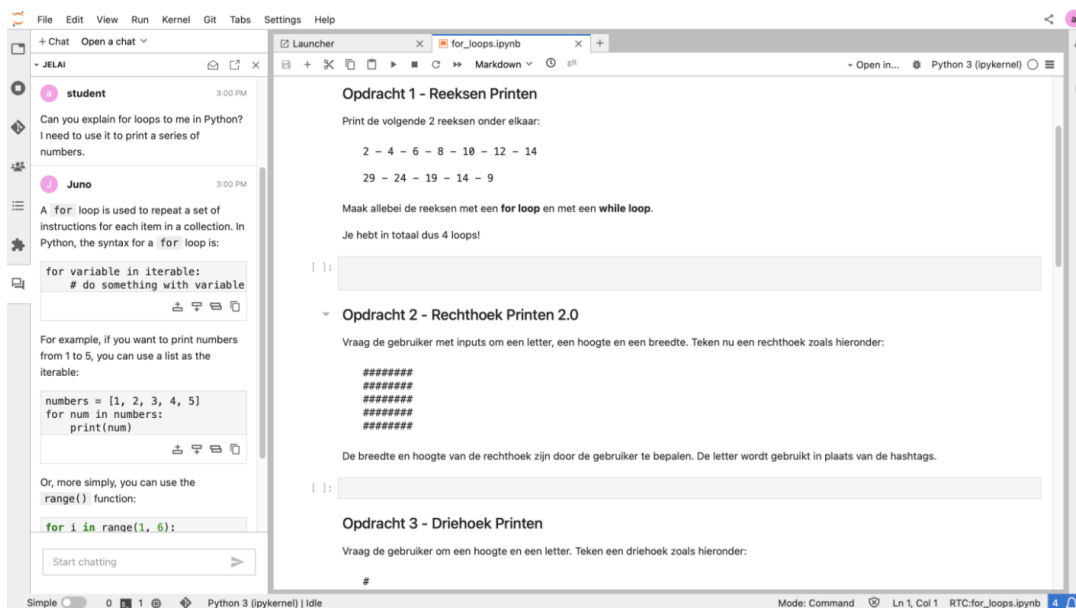 File Edit View Run Kernel Git Tabs Settings Help
+ Chat Open a chat
JELAI
student 3:00 PM
Can you explain for loops to me in Python?
I need to use it to print a series of
numbers.
Juno 3:00 PM
A for loop is used to repeat a set of
instructions for each item in a collection. In
Python, the syntax for a for loop is:
for variable in iterable:
# do something with variable
For example, if you want to print numbers
from 1 to 5, you can use a list as the
iterable:
numbers = [1, 2, 3, 4, 5]
for num in numbers:
print(num)
Or, more simply, you can use the
range() function:
for i in range(1, 6):
Start chatting
Launcher
for_loops.ipynb
Markdown
git
Open in...
Python 3 (ipykernel)
Opdracht 1 - Reeksen Printen
Print de volgende 2 reeksen onder elkaar:
2 - 4 - 6 - 8 - 10 - 12 - 14
29 - 24 - 19 - 14 - 9
Maak allebei de reeksen met een for loop en met een while loop.
Je hebt in totaal dus 4 loops!
[ ]:
Opdracht 2 - Rechthoek Printen 2.0
Vraag de gebruiker met inputs om een letter, een hoogte en een breedte. Teken nu een rechthoek zoals hieronder:
########
########
########
########
########
De breedte en hoogte van de rechthoek zijn door de gebruiker te bepalen. De letter wordt gebruikt in plaats van de hashtags.
[ ]:
Opdracht 3 - Driehoek Printen
Vraag de gebruiker om een hoogte en een letter. Teken een driehoek zoals hieronder:
#
Simple 0 1 Python 3 (ipykernel) | Idle Mode: Command Ln 1, Col 1 RTC:for_loops.ipynb 4